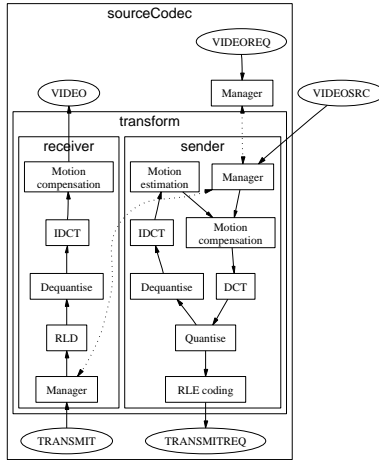 sourceCodec
VIDEOREQ
VIDEO
Manager
VIDEOSRC
transform
receiver
sender
Motion
compensation
Motion
estimation
Manager
IDCT
IDCT
Motion
compensation
Dequantise
Dequantise
DCT
RLD
Quantise
Manager
RLE coding
TRANSMIT
TRANSMITREQ